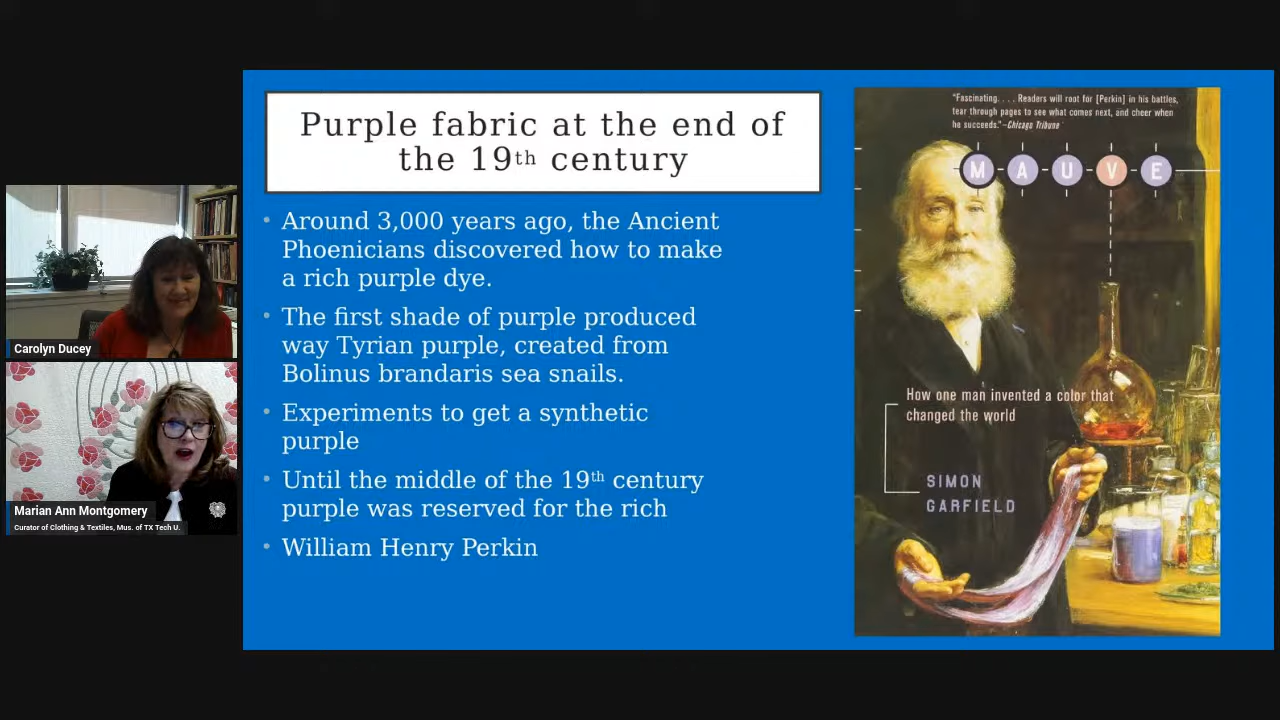 Purple fabric at the end of
the 19th century
• Around 3,000 years ago, the Ancient
Phoenicians discovered how to make
a rich purple dye.
• The first shade of purple produced
way Tyrian purple, created from
Bolinus brandaris sea snails.
• Experiments to get a synthetic
purple
• Until the middle of the 19th century
purple was reserved for the rich
• William Henry Perkin
"Fascinating. . . . Readers will root for [Perkin] in his battles,
tear through pages to see what comes next, and cheer when
he succeeds."–Chicago Tribune
MAUVE
How one man invented a color that
changed the world
SIMON
GARFIELD
Carolyn Ducey
Marian Ann Montgomery
Curator of Clothing & Textiles, Mus. of TX Tech U.